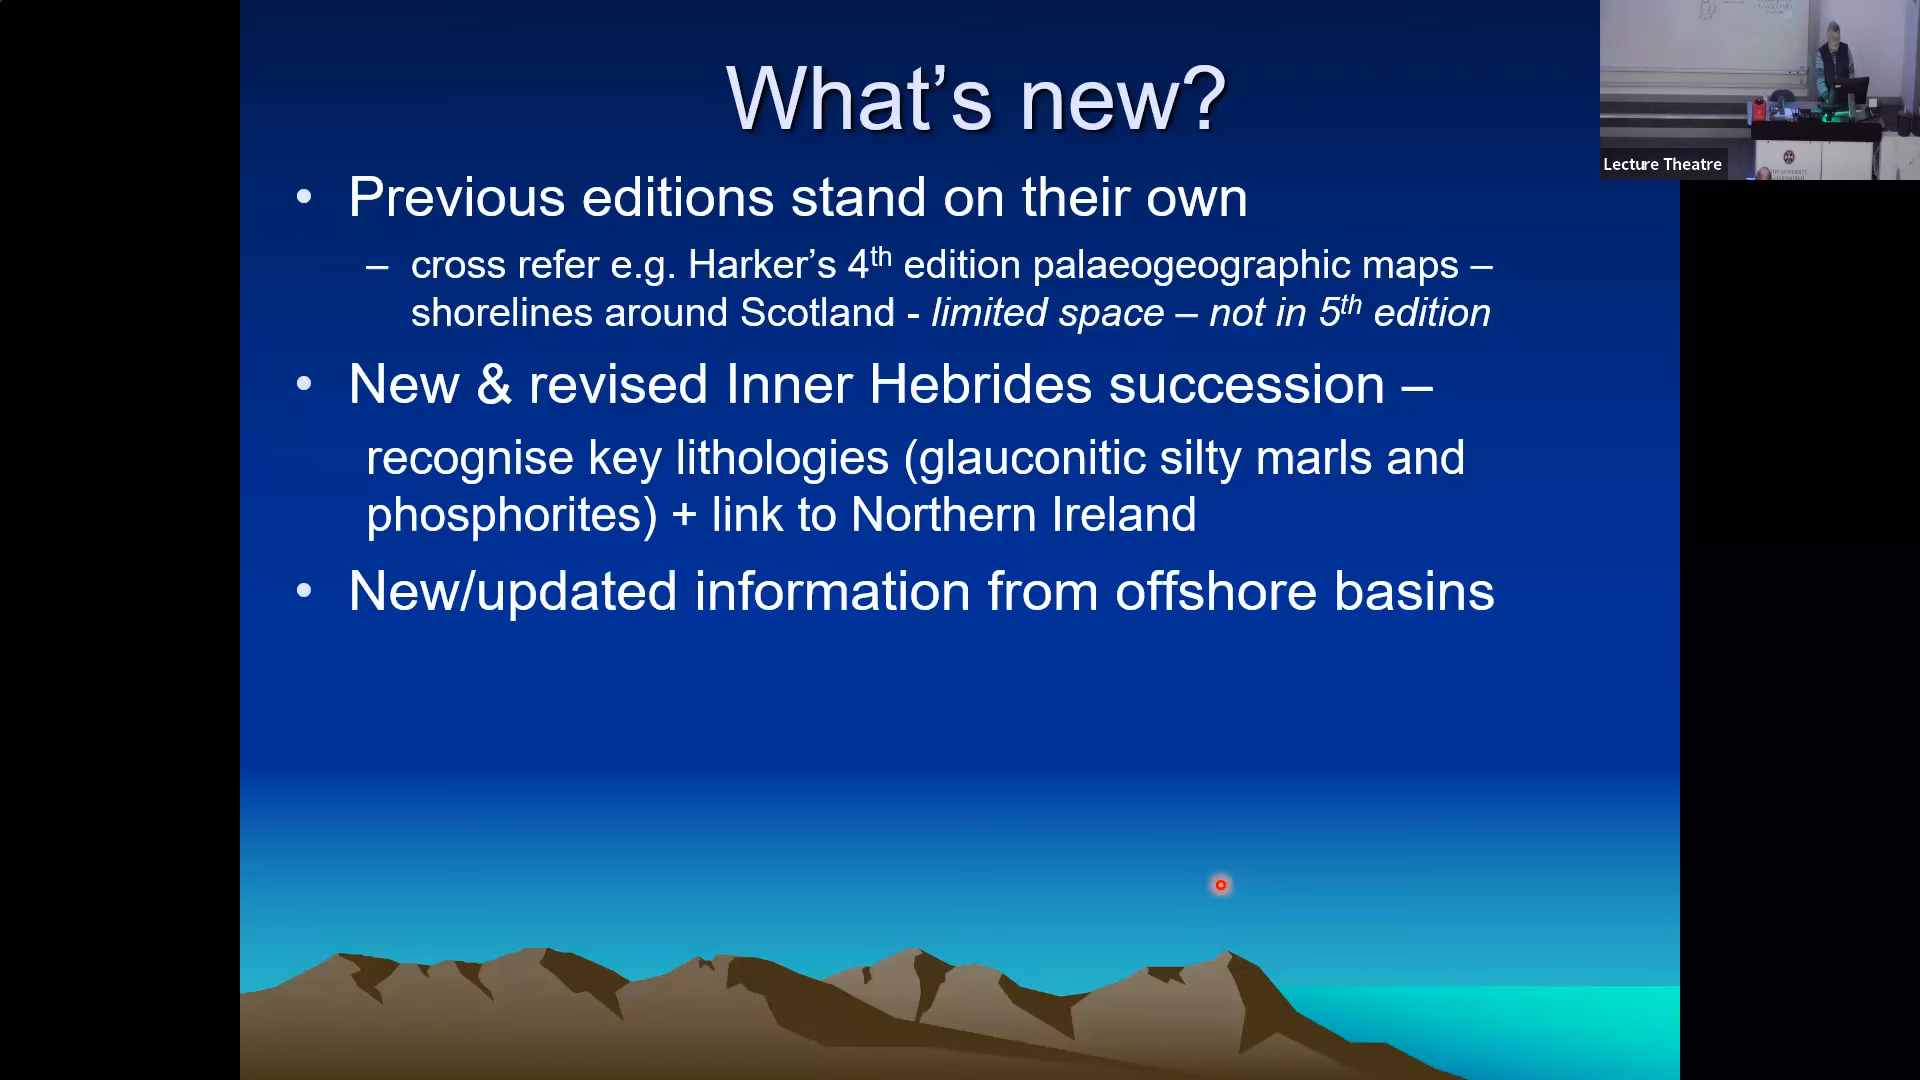 What’s new?
• Previous editions stand on their own
– cross refer e.g. Harker’s 4th edition palaeogeographic maps –
shorelines around Scotland - limited space – not in 5th edition
• New & revised Inner Hebrides succession –
recognise key lithologies (glauconitic silty marls and
phosphorites) + link to Northern Ireland
• New/updated information from offshore basins
Lecture Theatre